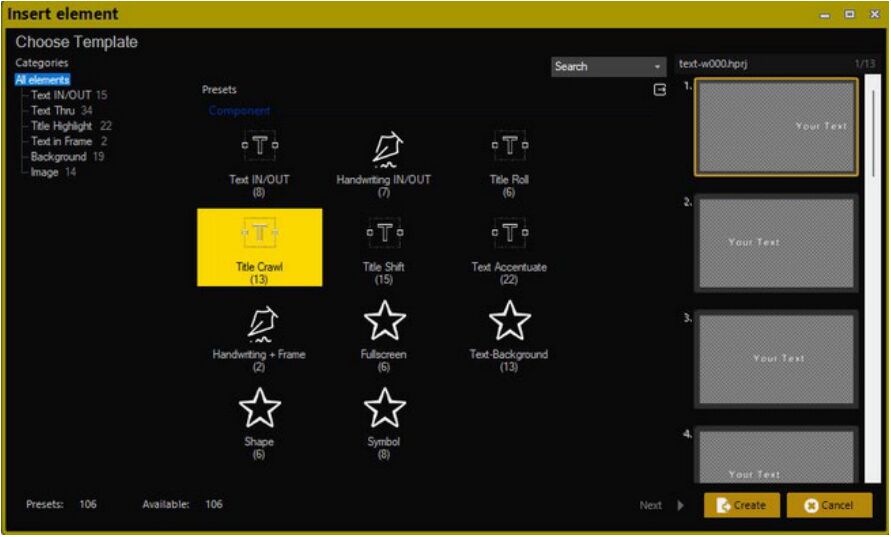 Insert element
Choose Template
Categories
All elements
Text IN/OUT 15
Text Thru 34
Title Highlight 22
Text in Frame 2
Background 19
Image 14
Search
Presets
Component
Text IN/OUT
(8)
Handwriting IN/OUT
(7)
Title Roll
(6)
Title Crawl
(13)
Title Shift
(15)
Text Accentuate
(22)
Handwriting + Frame
(2)
Fullscreen
(6)
Text-Background
(13)
Shape
(6)
Symbol
(8)
text-w000.hprj 1/13
1.
Your Text
2.
Your Text
3.
Your Text
4.
Your Text
Presets: 106 Available: 106
Next
Create
Cancel